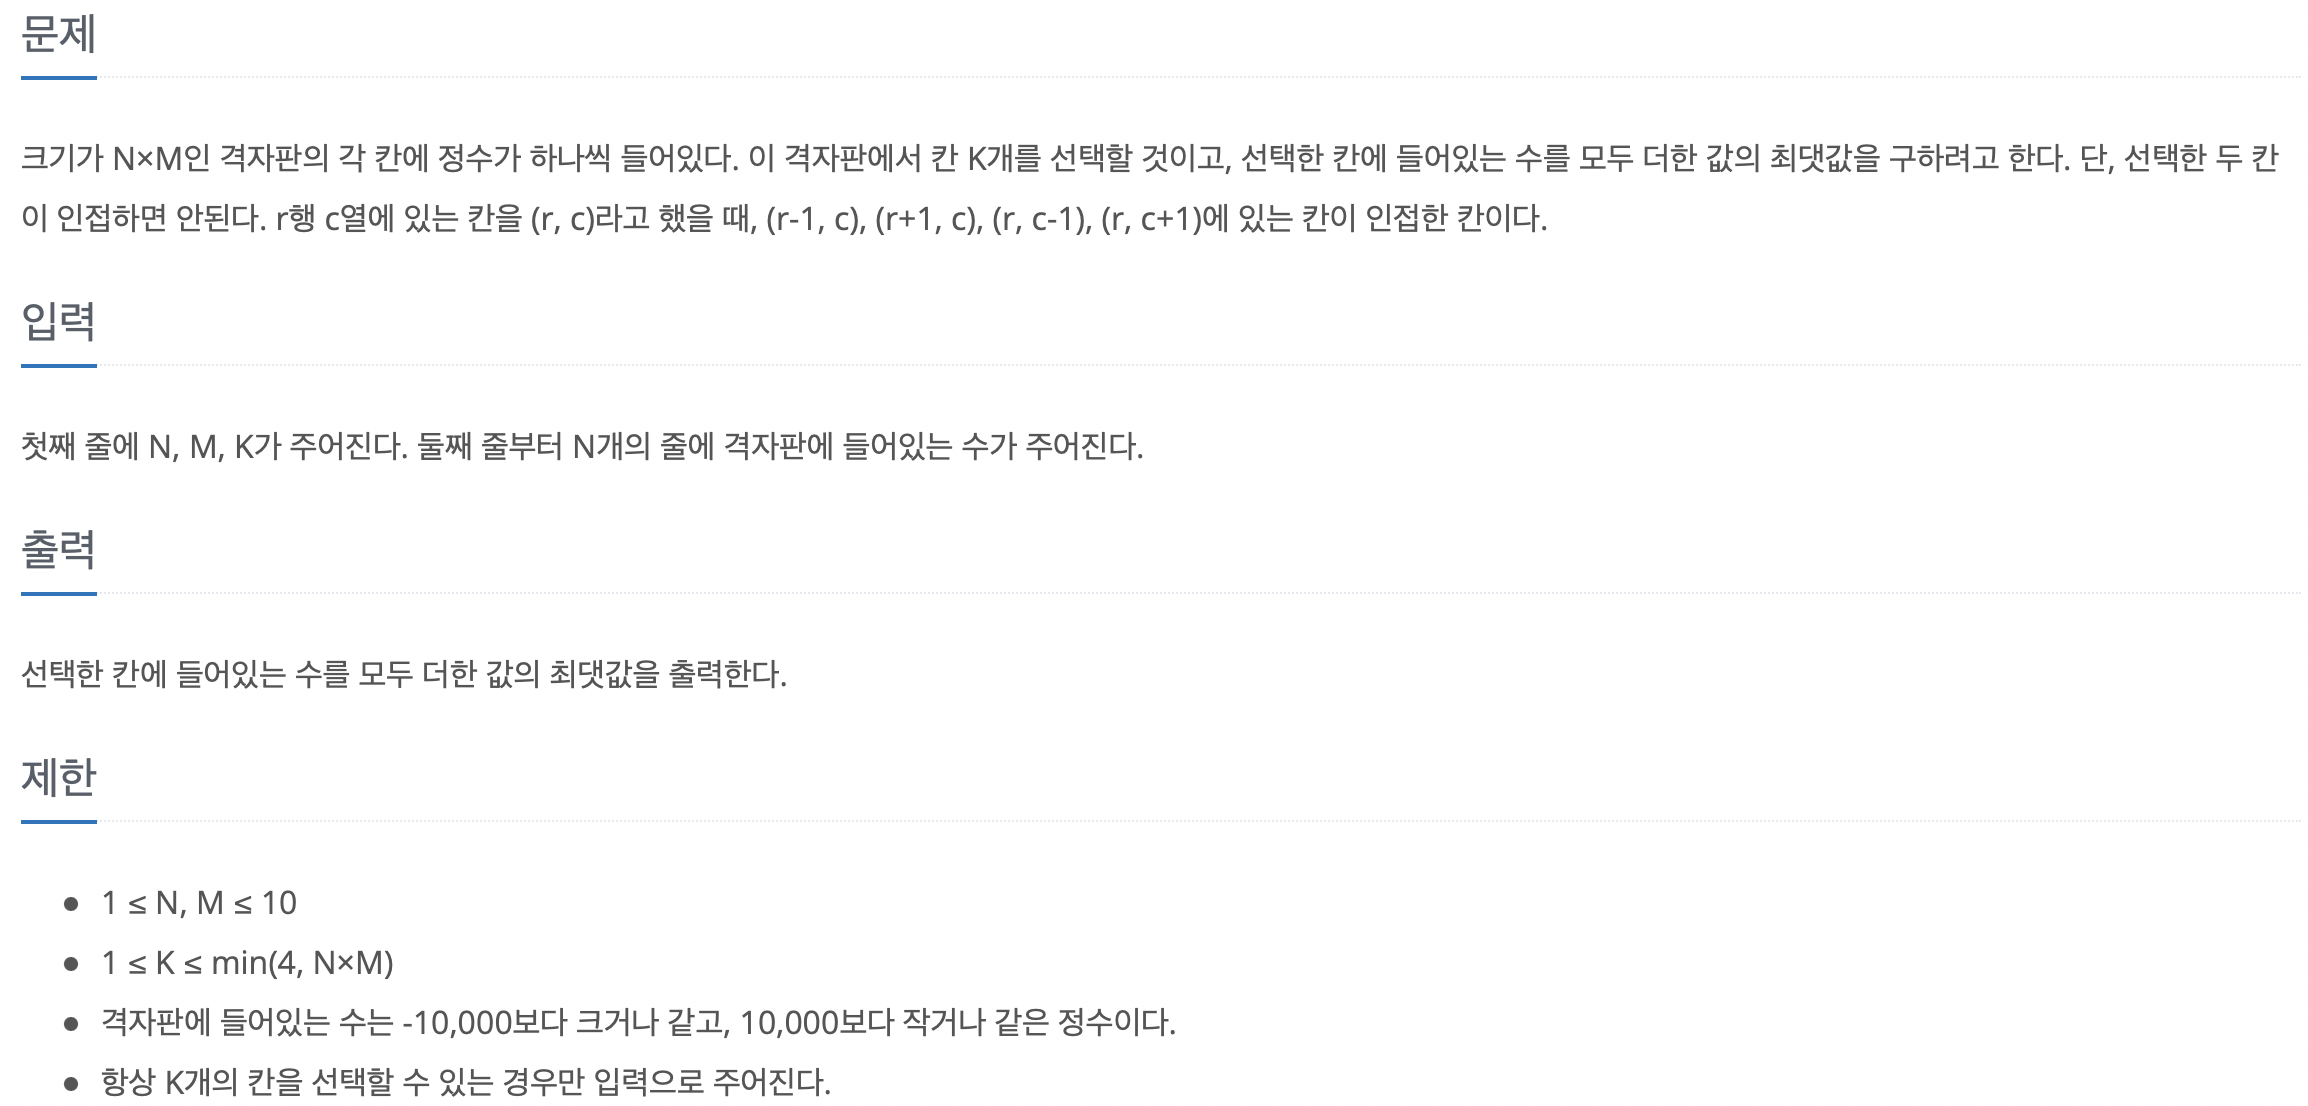 문제
크기가 N×M인 격자판의 각 칸에 정수가 하나씩 들어있다. 이 격자판에서 칸 K개를 선택할 것이고, 선택한 칸에 들어있는 수를 모두 더한 값의 최댓값을 구하려고 한다. 단, 선택한 두 칸
이 인접하면 안된다. r행 c열에 있는 칸을 (r, c)라고 했을 때, (r-1, c), (r+1, c), (r, c-1), (r, c+1)에 있는 칸이 인접한 칸이다.
입력
첫째 줄에 N, M, K가 주어진다. 둘째 줄부터 N개의 줄에 격자판에 들어있는 수가 주어진다.
출력
선택한 칸에 들어있는 수를 모두 더한 값의 최댓값을 출력한다.
제한
• 1 ≤ N, M ≤ 10
• 1 ≤ K ≤ min(4, N×M)
• 격자판에 들어있는 수는 -10,000보다 크거나 같고, 10,000보다 작거나 같은 정수이다.
• 항상 K개의 칸을 선택할 수 있는 경우만 입력으로 주어진다.